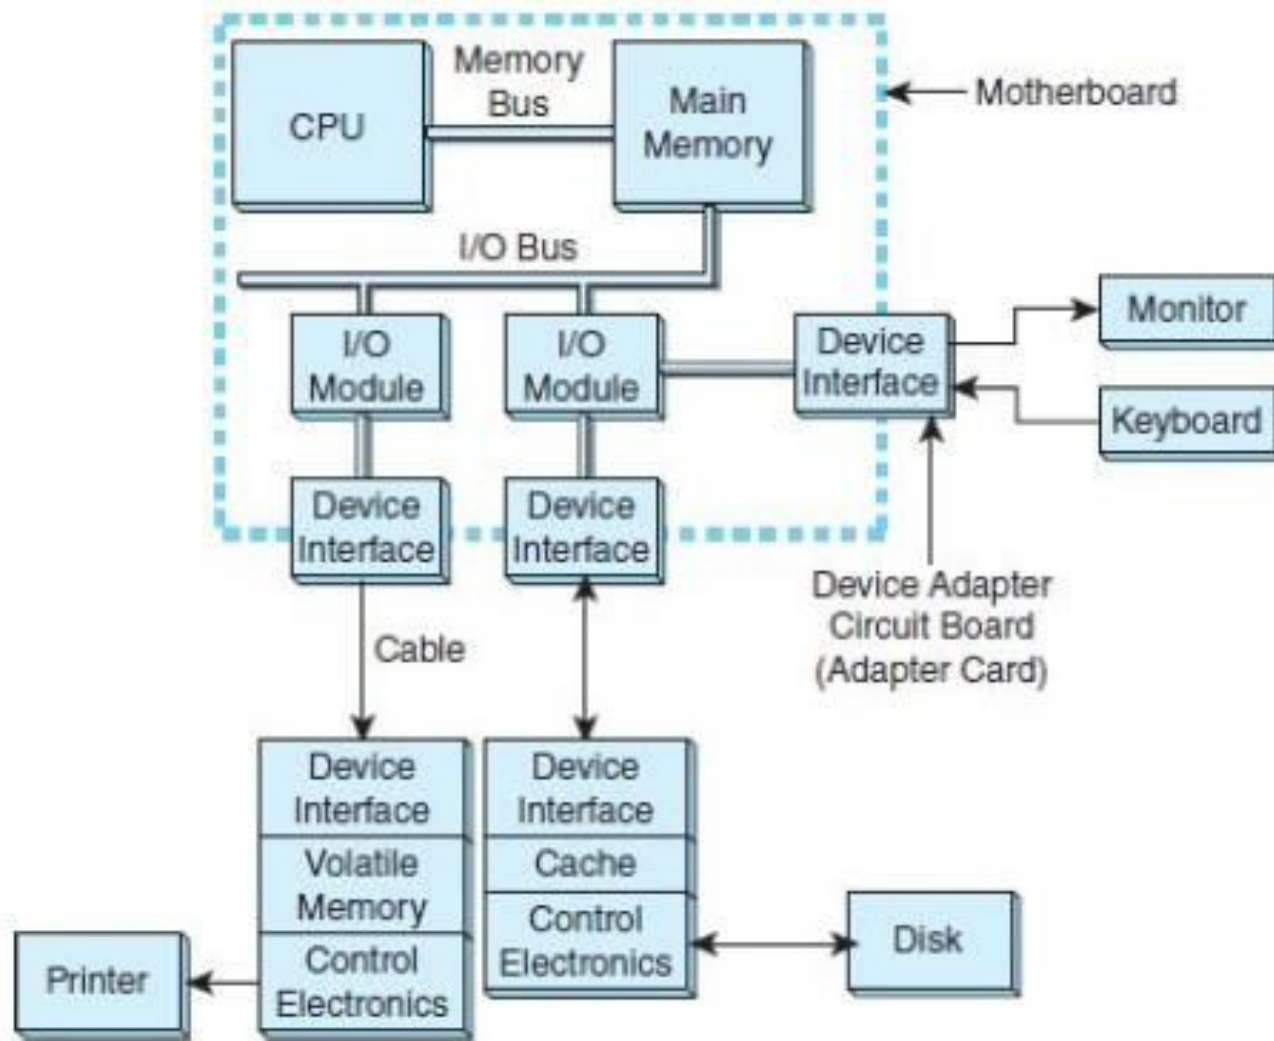 CPU
Memory
Bus
Main
Memory
Motherboard
I/O Bus
I/O
Module
I/O
Module
Device
Interface
Monitor
Keyboard
Device
Interface
Device
Interface
Device Adapter
Circuit Board
(Adapter Card)
Cable
Device
Interface
Volatile
Memory
Control
Electronics
Device
Interface
Cache
Control
Electronics
Printer
Disk